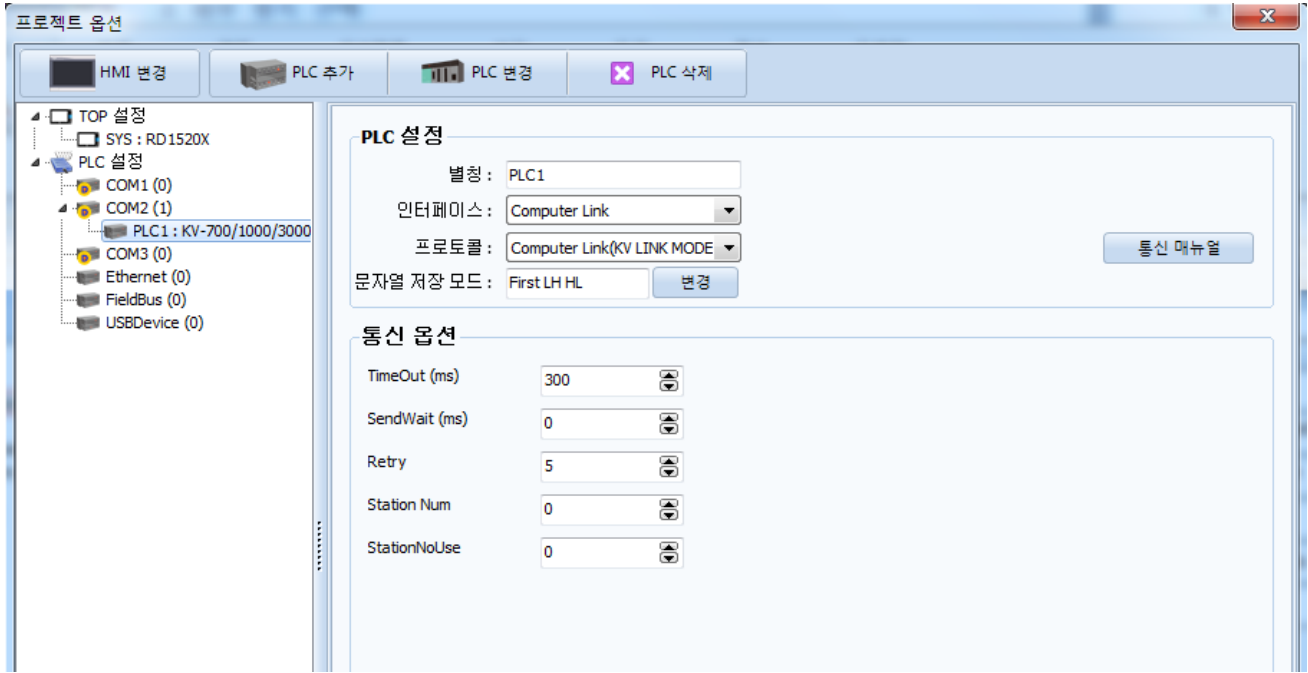 프로젝트 옵션
X
HMI 변경
PLC 추가
PLC 변경
PLC 삭제
TOP 설정
SYS : RD1520X
PLC 설정
COM1 (0)
COM2 (1)
PLC1 : KV-700/1000/3000
COM3 (0)
Ethernet (0)
FieldBus (0)
USBDevice (0)
PLC 설정
별칭 : PLC1
인터페이스 : Computer Link
프로토콜 : Computer Link(KV LINK MODE
통신 매뉴얼
문자열 저장 모드 : First LH HL 변경
통신 옵션
TimeOut (ms) 300
SendWait (ms) 0
Retry 5
Station Num 0
StationNoUse 0